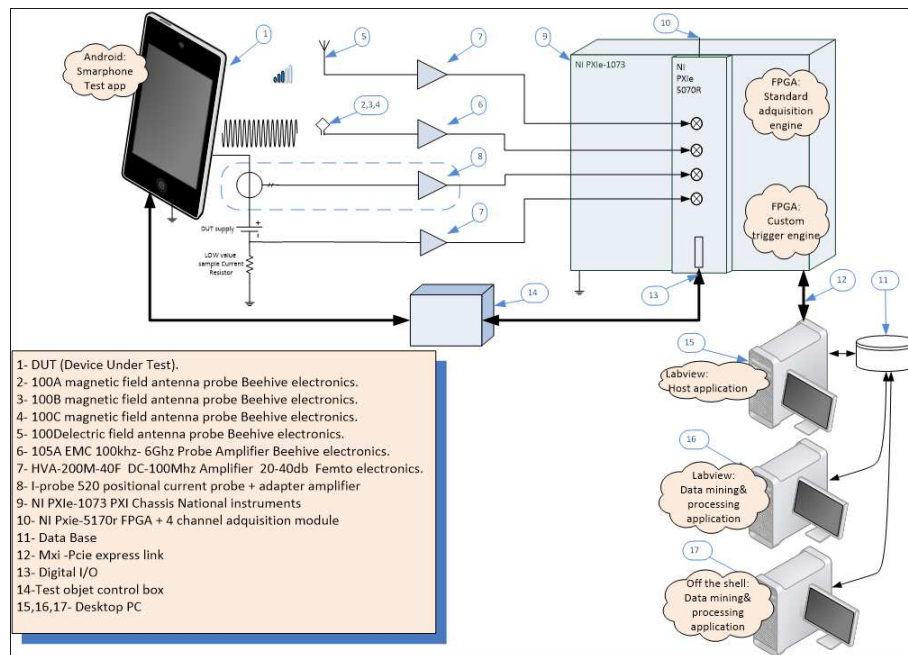 1
5
7
10
9
NI PXIe-1073
NI
PXIe
5070R
Android:
Smarphone
Test app
FPGA:
Standard
adquisition
engine
2,3,4
6
8
FPGA:
Custom
trigger engine
DUT supply
+
-
7
LOW value
sample Current
Resistor
14
13
12
11
15
Labview:
Host application
16
Labview:
Data mining&
processing
application
17
Off the shell:
Data mining&
processing
application
1- DUT (Device Under Test).
2- 100A magnetic field antenna probe Beehive electronics.
3- 100B magnetic field antenna probe Beehive electronics.
4- 100C magnetic field antenna probe Beehive electronics.
5- 100Delectric field antenna probe Beehive electronics.
6- 105A EMC 100khz- 6Ghz Probe Amplifier Beehive electronics.
7- HVA-200M-40F DC-100Mhz Amplifier 20-40db Femto electronics.
8- I-probe 520 positional current probe + adapter amplifier
9- NI PXIe-1073 PXI Chassis National instruments
10- NI Pxie-5170r FPGA + 4 channel adquisition module
11- Data Base
12- Mxi -Pcie express link
13- Digital I/O
14-Test objet control box
15,16,17- Desktop PC